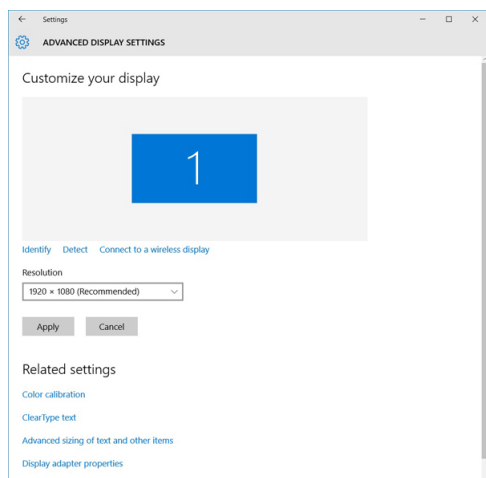 Settings
ADVANCED DISPLAY SETTINGS
Customize your display
1
Identify Detect Connect to a wireless display
Resolution
1920 × 1080 (Recommended)
Apply Cancel
Related settings
Color calibration
ClearType text
Advanced sizing of text and other items
Display adapter properties